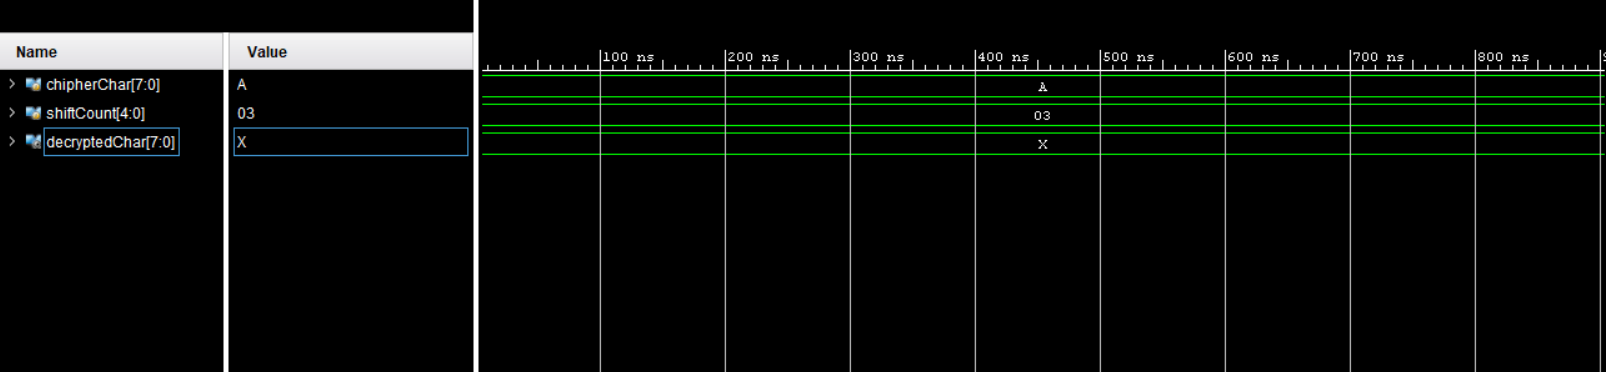 Name Value
100 ns 200 ns 300 ns 400 ns 500 ns 600 ns 700 ns 800 ns
chipherChar[7:0] A A
shiftCount[4:0] 03 03
decryptedChar[7:0] X X